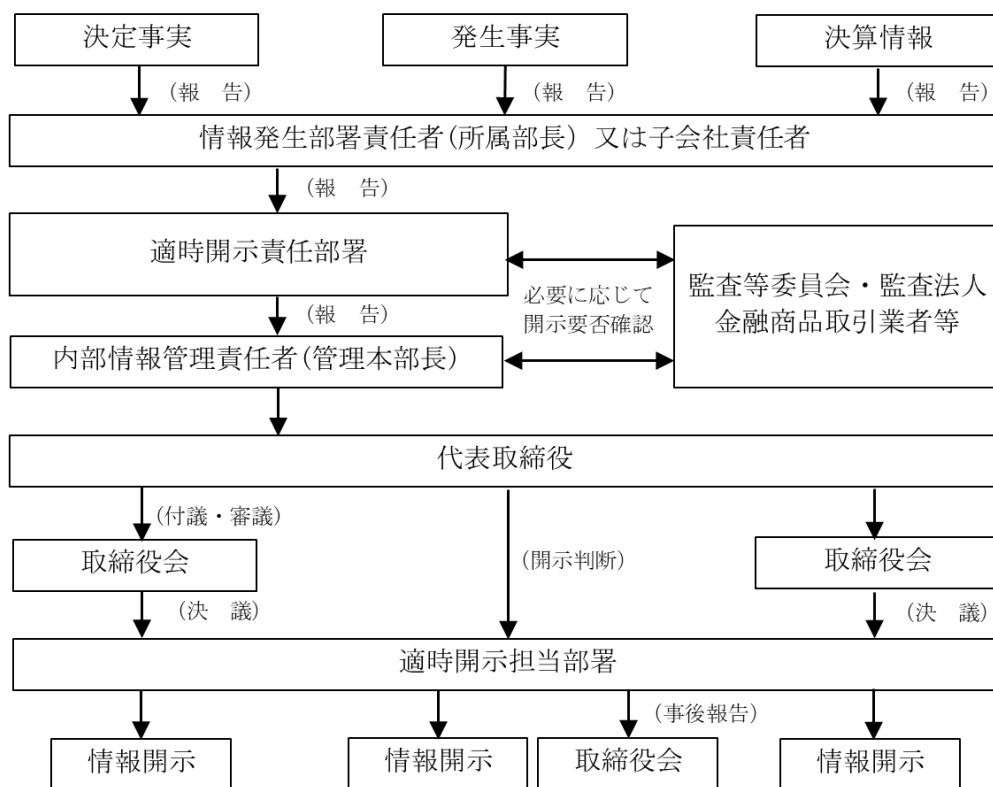 決定事実
発生事実
決算情報
(報　告)
(報　告)
(報　告)
情報発生部署責任者(所属部長) 又は子会社責任者
(報　告)
適時開示責任部署
必要に応じて
開示要否確認
監査等委員会・監査法人
金融商品取引業者等
(報　告)
内部情報管理責任者(管理本部長)
代表取締役
(付議・審議)
取締役会
(開示判断)
取締役会
(決　議)
(決　議)
適時開示担当部署
(事後報告)
情報開示
情報開示
取締役会
情報開示